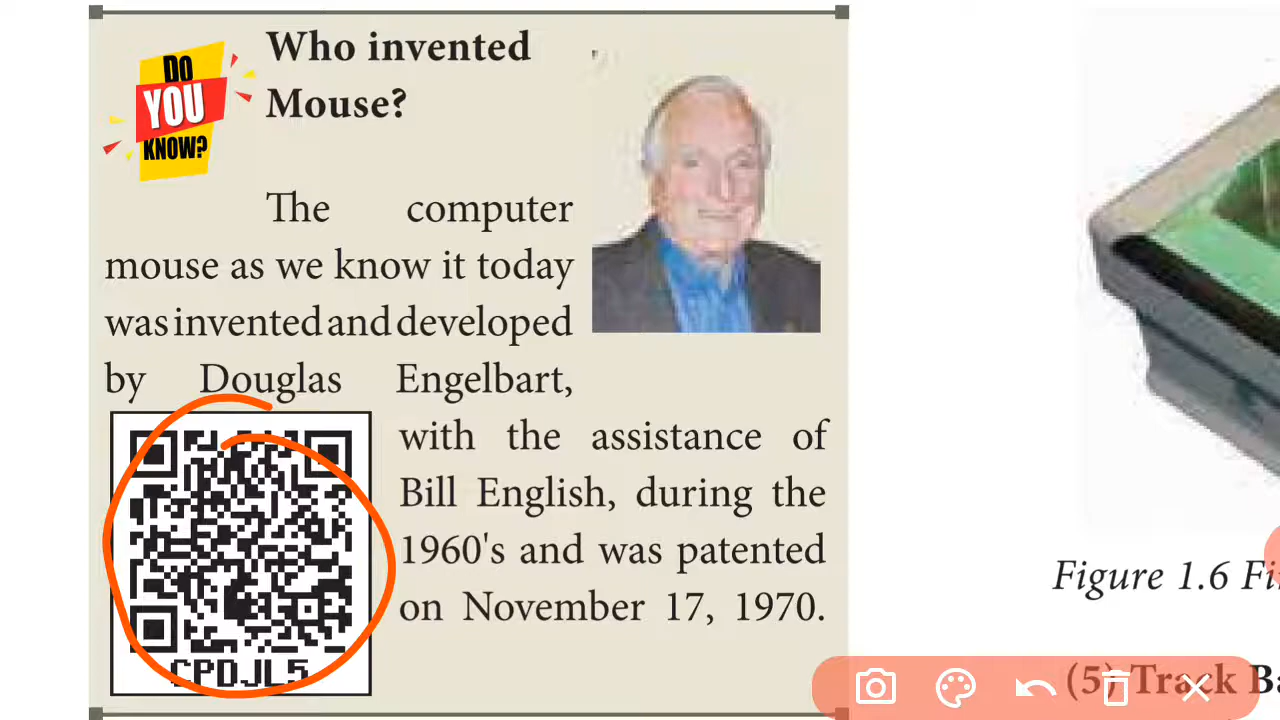 DO
YOU
KNOW?
Who invented
Mouse?
The computer
mouse as we know it today
was invented and developed
by Douglas Engelbart,
with the assistance of
Bill English, during the
1960's and was patented
on November 17, 1970.
CPDJL5
Figure 1.6
(5) Track